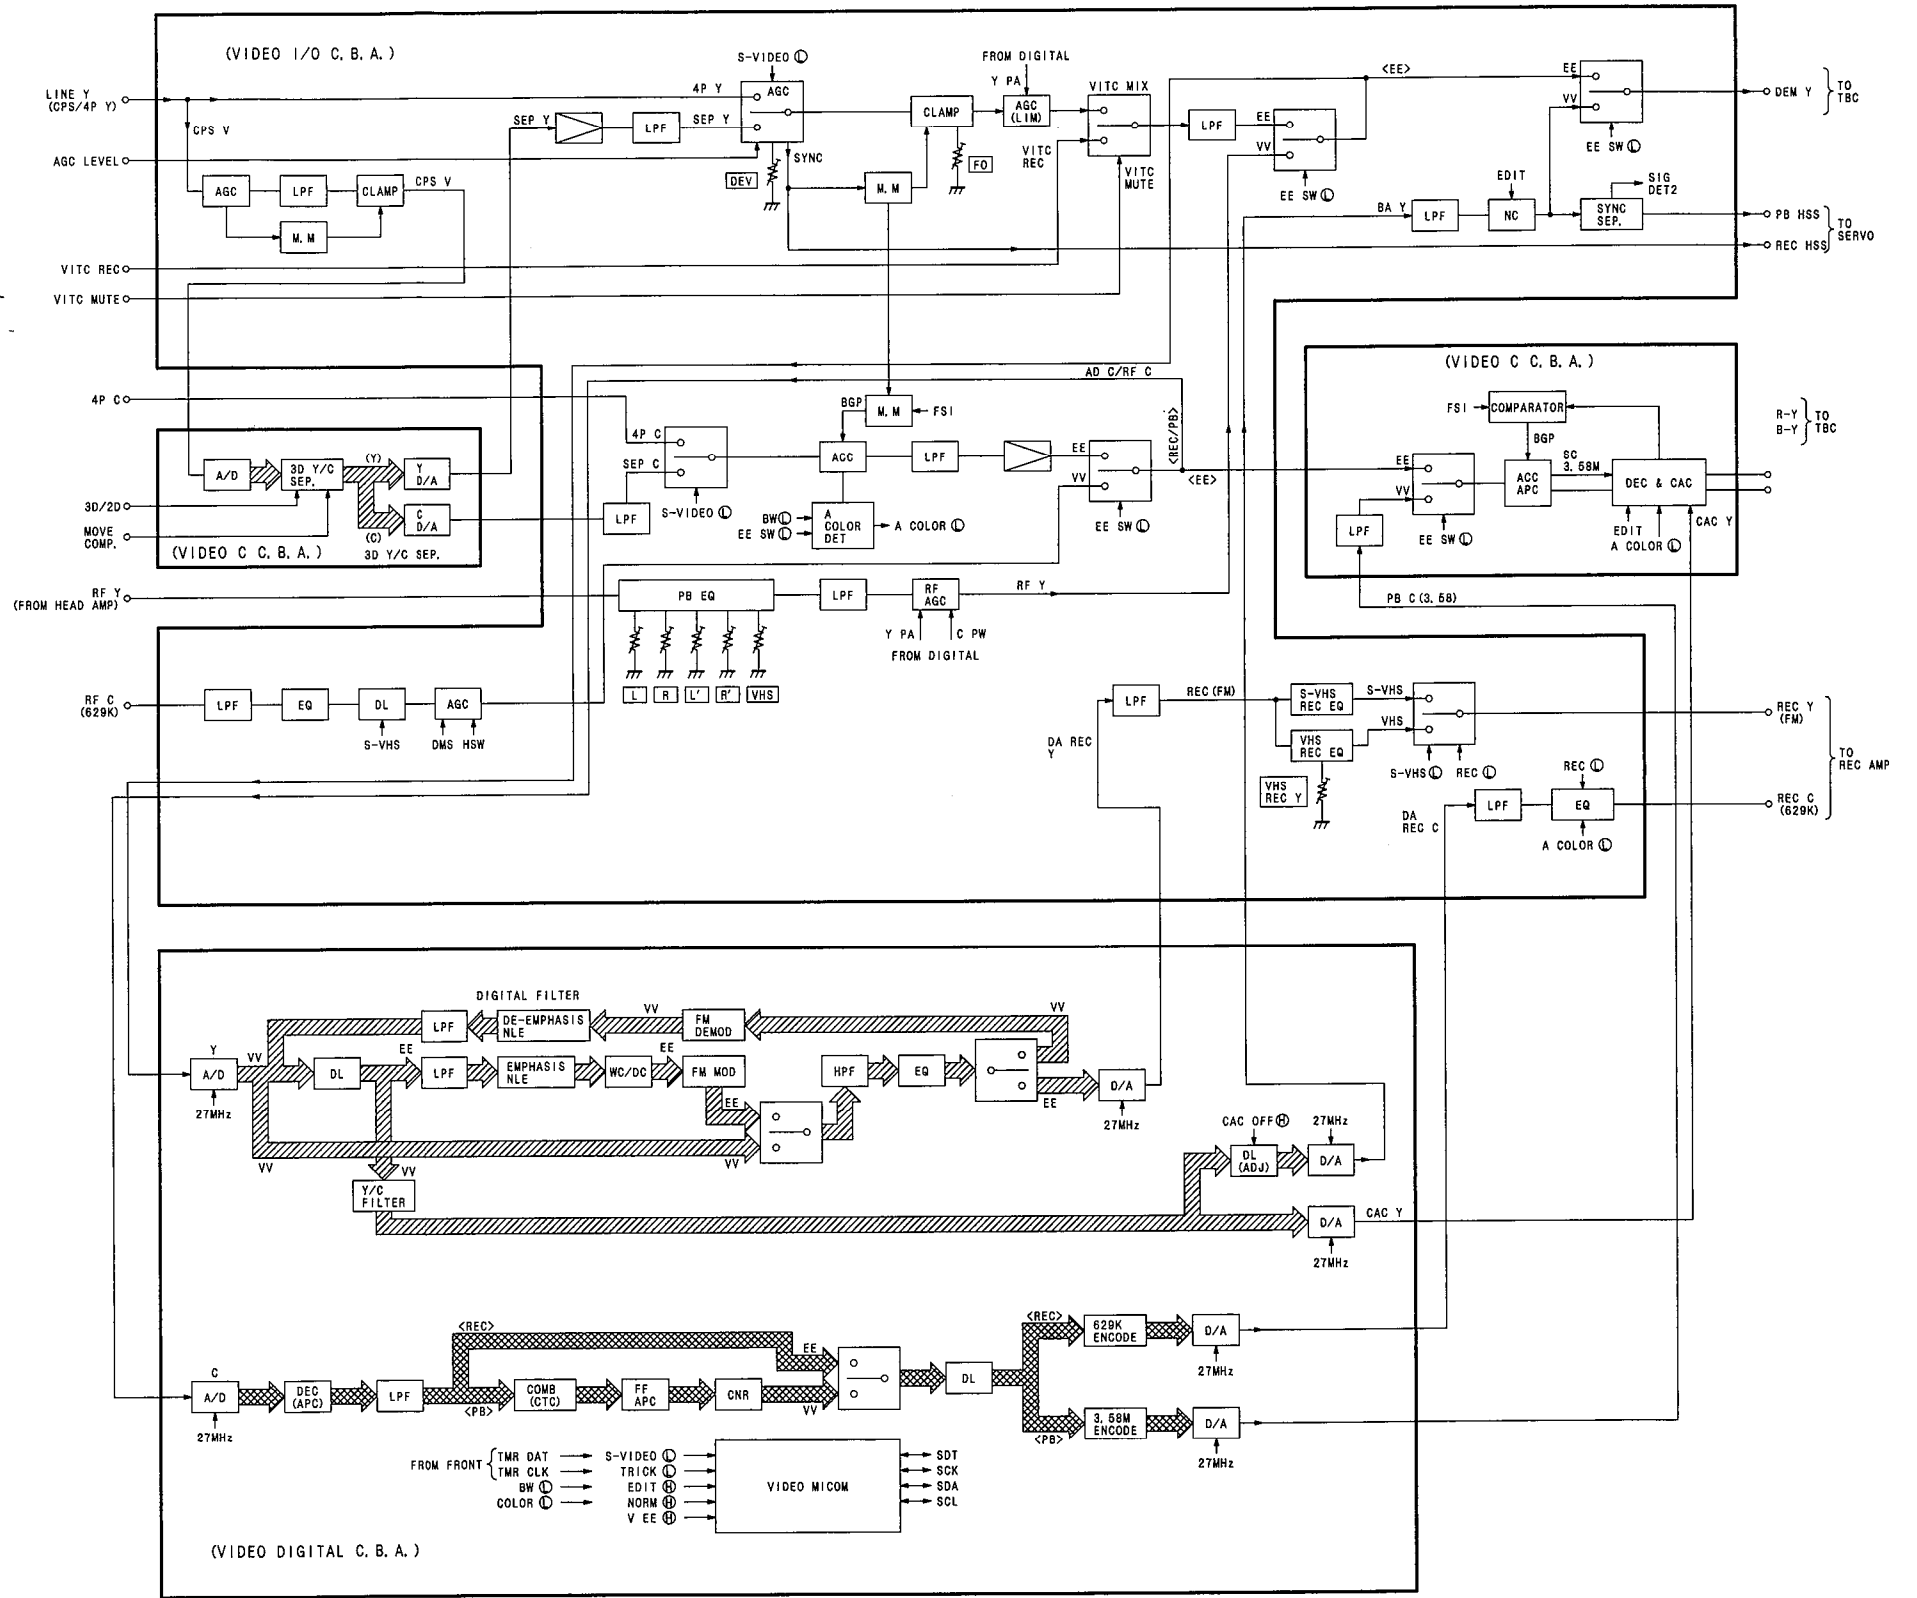 (VIDEO I/O C.B.A.)
S-VIDEO Ⓛ
FROM DIGITAL
Y PA
VITC MIX
<EE>
EE
VV
DEM Y
TO
TBC
EE SW Ⓛ
LINE Y
(CPS/4P Y)
CPS V
4P Y
AGC
SEP Y
LPF
SEP Y
CLAMP
AGC
(LIM)
VITC
REC
LPF
EE
VV
EE SW Ⓛ
AGC LEVEL
DEV
SYNC
FO
M.M
VITC
MUTE
AGC
LPF
CLAMP
CPS V
M.M
EDIT
SIG
DET2
BA Y
LPF
NC
SYNC
SEP.
PB HSS
REC HSS
TO
SERVO
VITC REC
VITC MUTE
(VIDEO C C.B.A.)
AD C/RF C
4P C
BGP
M.M
FSI
<REC/PB>
FSI
COMPARATOR
BGP
R-Y
B-Y
TO
TBC
A/D
3D Y/C
SEP.
(Y)
Y
D/A
C
D/A
(C)
3D Y/C SEP.
(VIDEO C C.B.A.)
3D/2D
MOVE
COMP.
4P C
SEP C
LPF
S-VIDEO Ⓛ
ACC
LPF
EE
VV
<EE>
EE SW Ⓛ
BW Ⓛ
EE SW Ⓛ
A
COLOR
DET
A COLOR Ⓛ
EE
VV
LPF
EE SW Ⓛ
ACC
APC
SC
3.58M
DEC & CAC
EDIT
A COLOR Ⓛ
CAC Y
RF Y
(FROM HEAD AMP)
PB EQ
LPF
RF
AGC
RF Y
Y PA
C PW
FROM DIGITAL
L
R
L'
R'
VHS
PB C(3.58)
RF C
(629K)
LPF
EQ
DL
AGC
S-VHS
DMS HSW
LPF
REC(FM)
S-VHS
REC EQ
S-VHS
VHS
REC EQ
VHS
S-VHS Ⓛ
REC Ⓛ
VHS
REC Y
DA REC
Y
REC Y
(FM)
TO
REC AMP
REC C
(629K)
REC Ⓛ
LPF
EQ
DA
REC C
A COLOR Ⓛ
DIGITAL FILTER
LPF
DE-EMPHASIS
NLE
VV
FM
DEMOD
VV
Y
A/D
27MHz
VV
DL
EE
LPF
EMPHASIS
NLE
WC/DC
EE
FM MOD
HPF
EQ
EE
D/A
27MHz
EE
VV
VV
VV
Y/C
FILTER
CAC OFF Ⓗ
27MHz
DL
(ADJ)
D/A
D/A
CAC Y
27MHz
<REC>
EE
C
A/D
27MHz
DEC
(APC)
LPF
<PB>
COMB
(CTC)
FF
APC
CNR
VV
DL
<REC>
629K
ENCODE
D/A
27MHz
<PB>
3.58M
ENCODE
D/A
27MHz
FROM FRONT
TMR DAT
TMR CLK
BW Ⓛ
COLOR Ⓛ
S-VIDEO Ⓛ
TRICK Ⓛ
EDIT Ⓗ
NORM Ⓗ
V EE Ⓗ
VIDEO MICOM
SDT
SCK
SDA
SCL
(VIDEO DIGITAL C.B.A.)